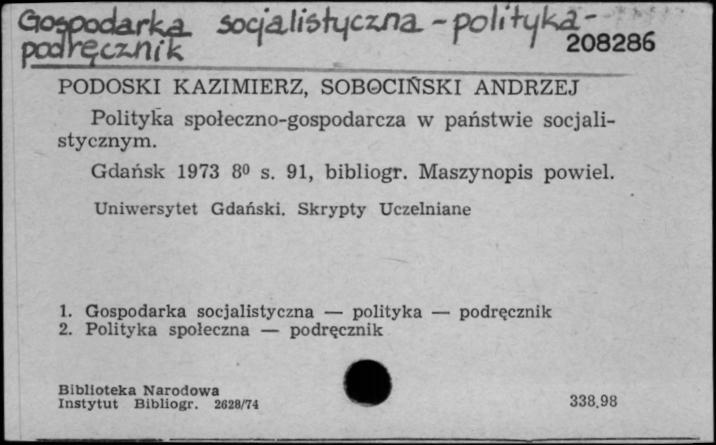 Gospodarka socjalistyczna - polityka -
podręcznik
208286
PODOSKI KAZIMIERZ, SOBOCIŃSKI ANDRZEJ
Polityka społeczno-gospodarcza w państwie socjali-
stycznym.
Gdańsk 1973 8⁰ s. 91, bibliogr. Maszynopis powiel.
Uniwersytet Gdański. Skrypty Uczelniane
1. Gospodarka socjalistyczna — polityka — podręcznik
2. Polityka społeczna — podręcznik
Biblioteka Narodowa
Instytut Bibliogr. 2628/74
338.98